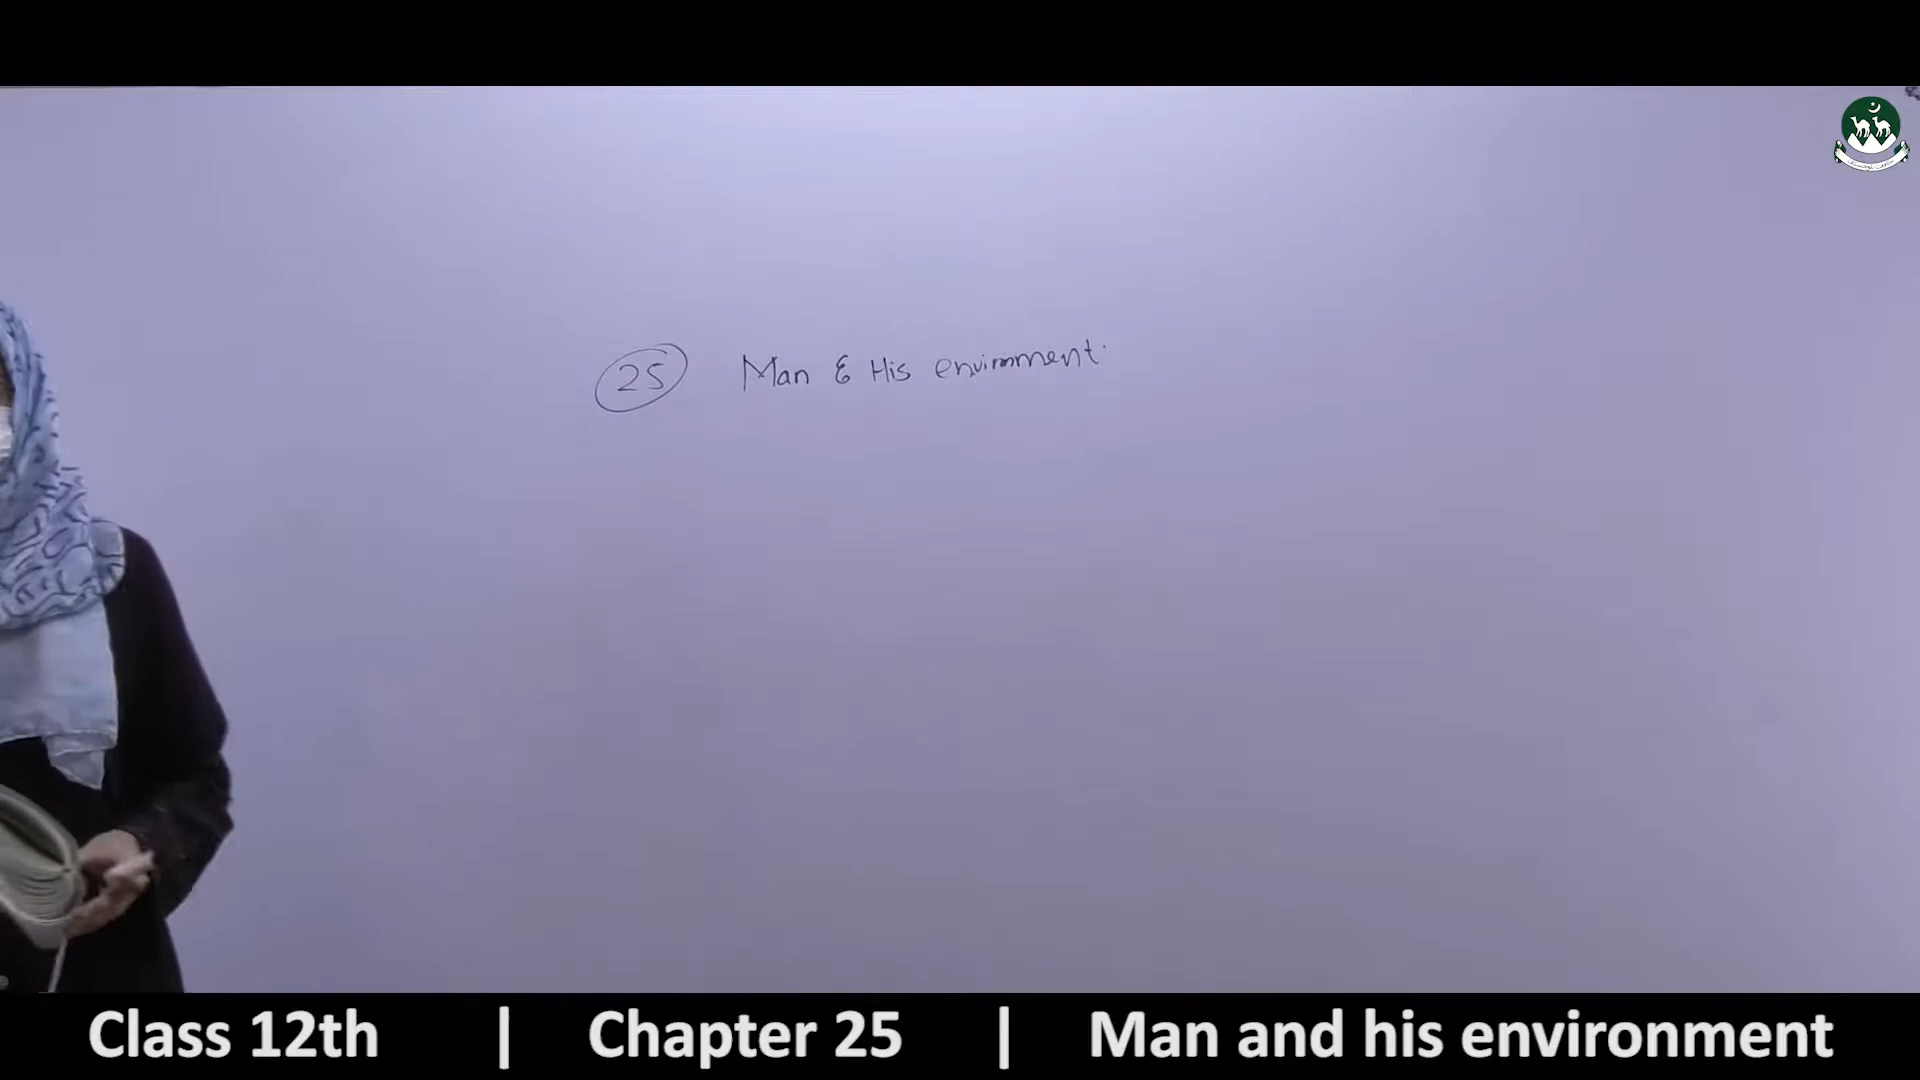 25 Man & His environment.
Class 12th | Chapter 25 | Man and his environment